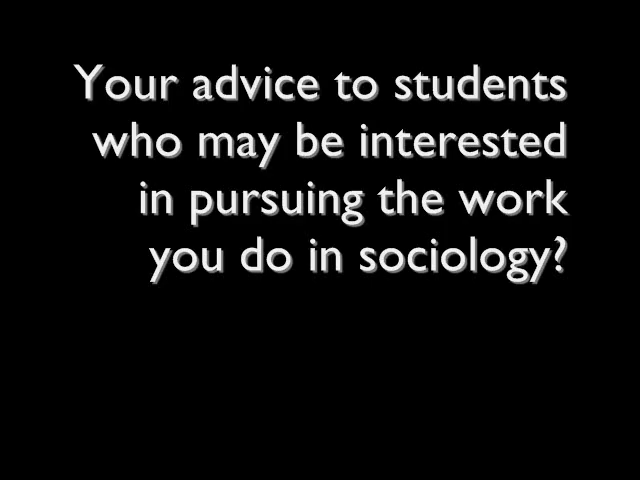 Your advice to students
who may be interested
in pursuing the work
you do in sociology?